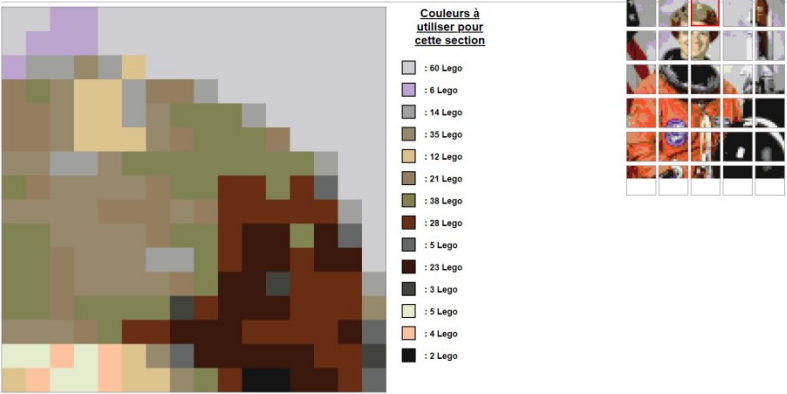 Couleurs à
utiliser pour
cette section
: 60 Lego
: 6 Lego
: 14 Lego
: 35 Lego
: 12 Lego
: 21 Lego
: 38 Lego
: 28 Lego
: 5 Lego
: 23 Lego
: 3 Lego
: 5 Lego
: 4 Lego
: 2 Lego